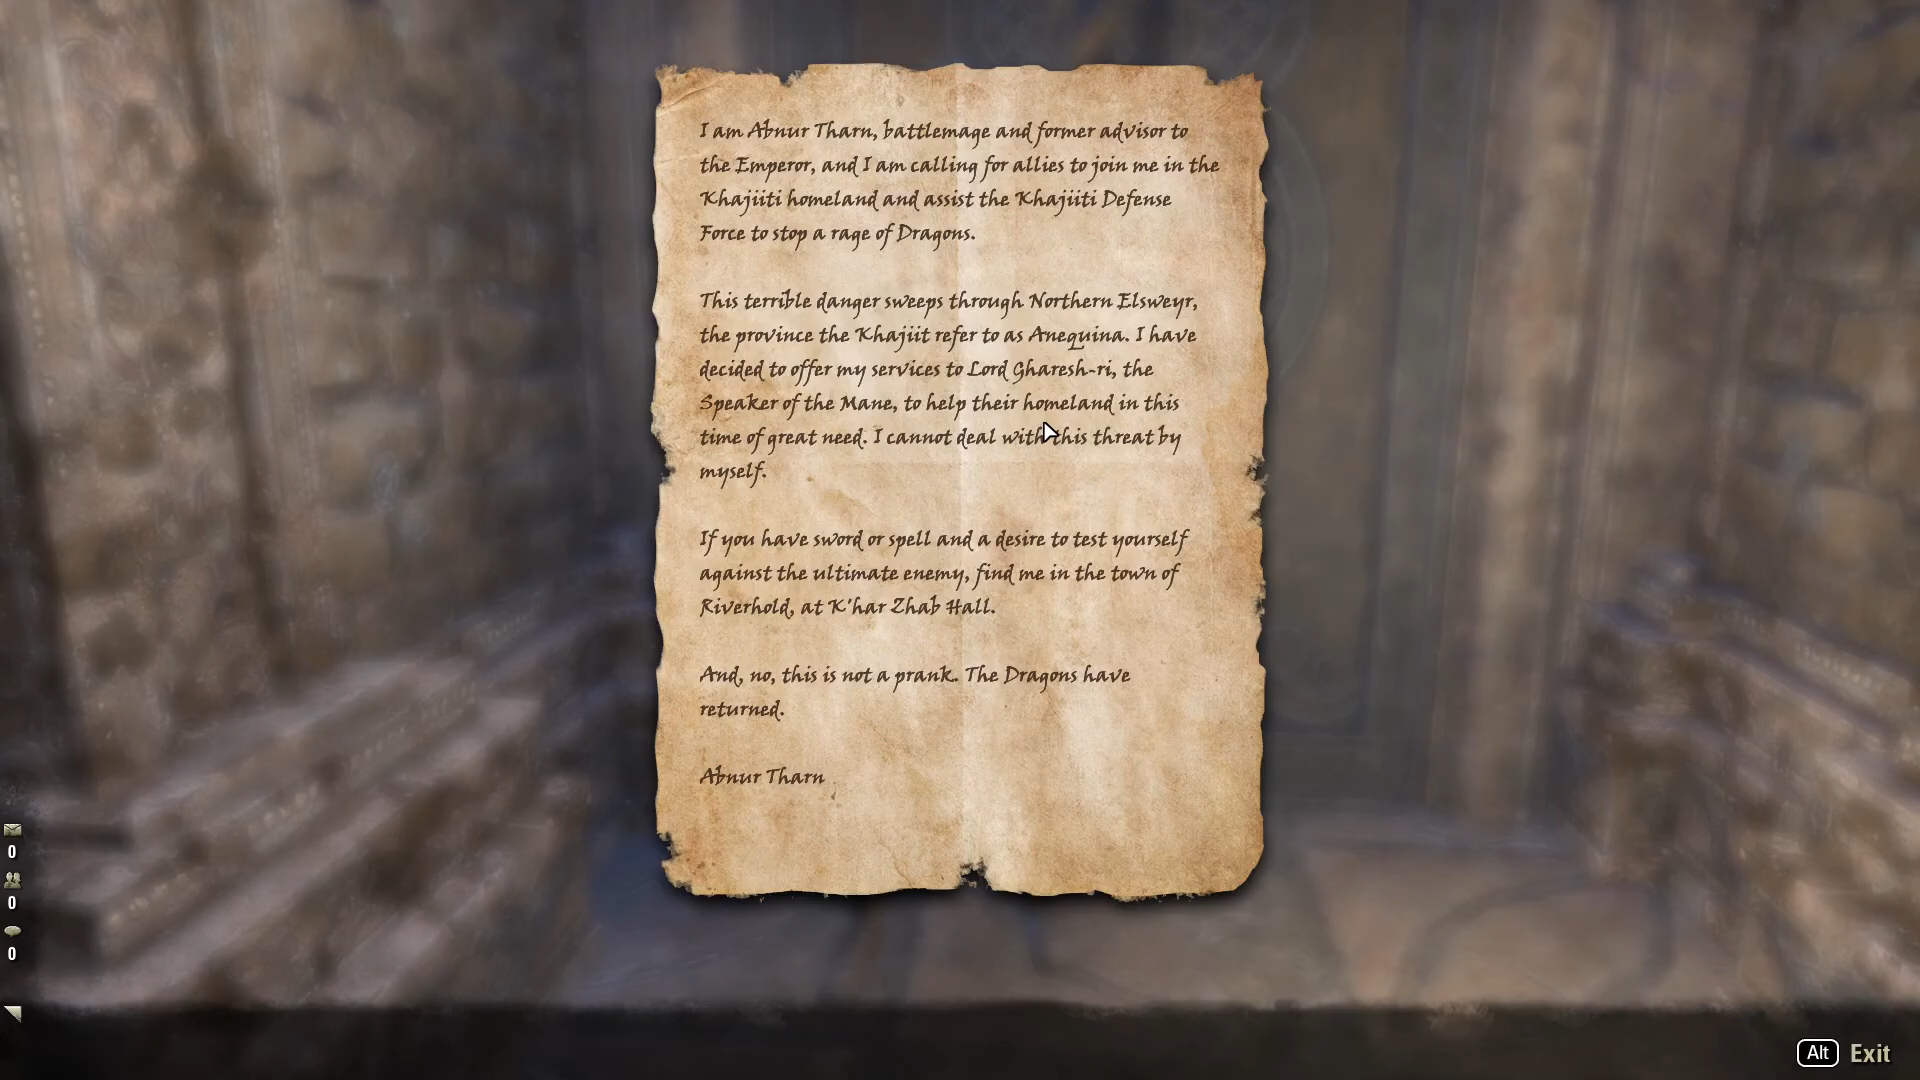 I am Abnur Tharn, battlemage and former advisor to
the Emperor, and I am calling for allies to join me in the
Khajiiti homeland and assist the Khajiiti Defense
Force to stop a rage of Dragons.
This terrible danger sweeps through Northern Elsweyr,
the province the Khajiit refer to as Anequina. I have
decided to offer my services to Lord Gharesh-ri, the
Speaker of the Mane, to help their homeland in this
time of great need. I cannot deal with this threat by
myself.
If you have sword or spell and a desire to test yourself
against the ultimate enemy, find me in the town of
Riverhold, at K'har Zhab Hall.
And, no, this is not a prank. The Dragons have
returned.
Abnur Tharn
0
0
0
Alt Exit